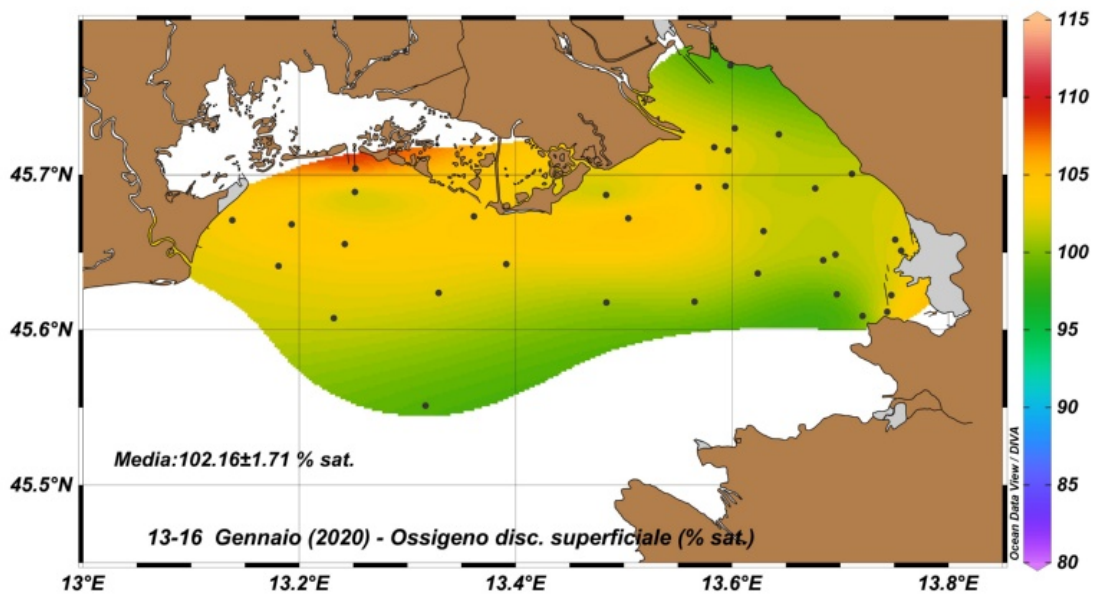 115
110
105
100
95
90
85
80
45.7°N
45.6°N
45.5°N
Media:102.16±1.71 % sat.
13-16 Gennaio (2020) - Ossigeno disc. superficiale (% sat.)
13°E 13.2°E 13.4°E 13.6°E 13.8°E
Ocean Data View / DIVA